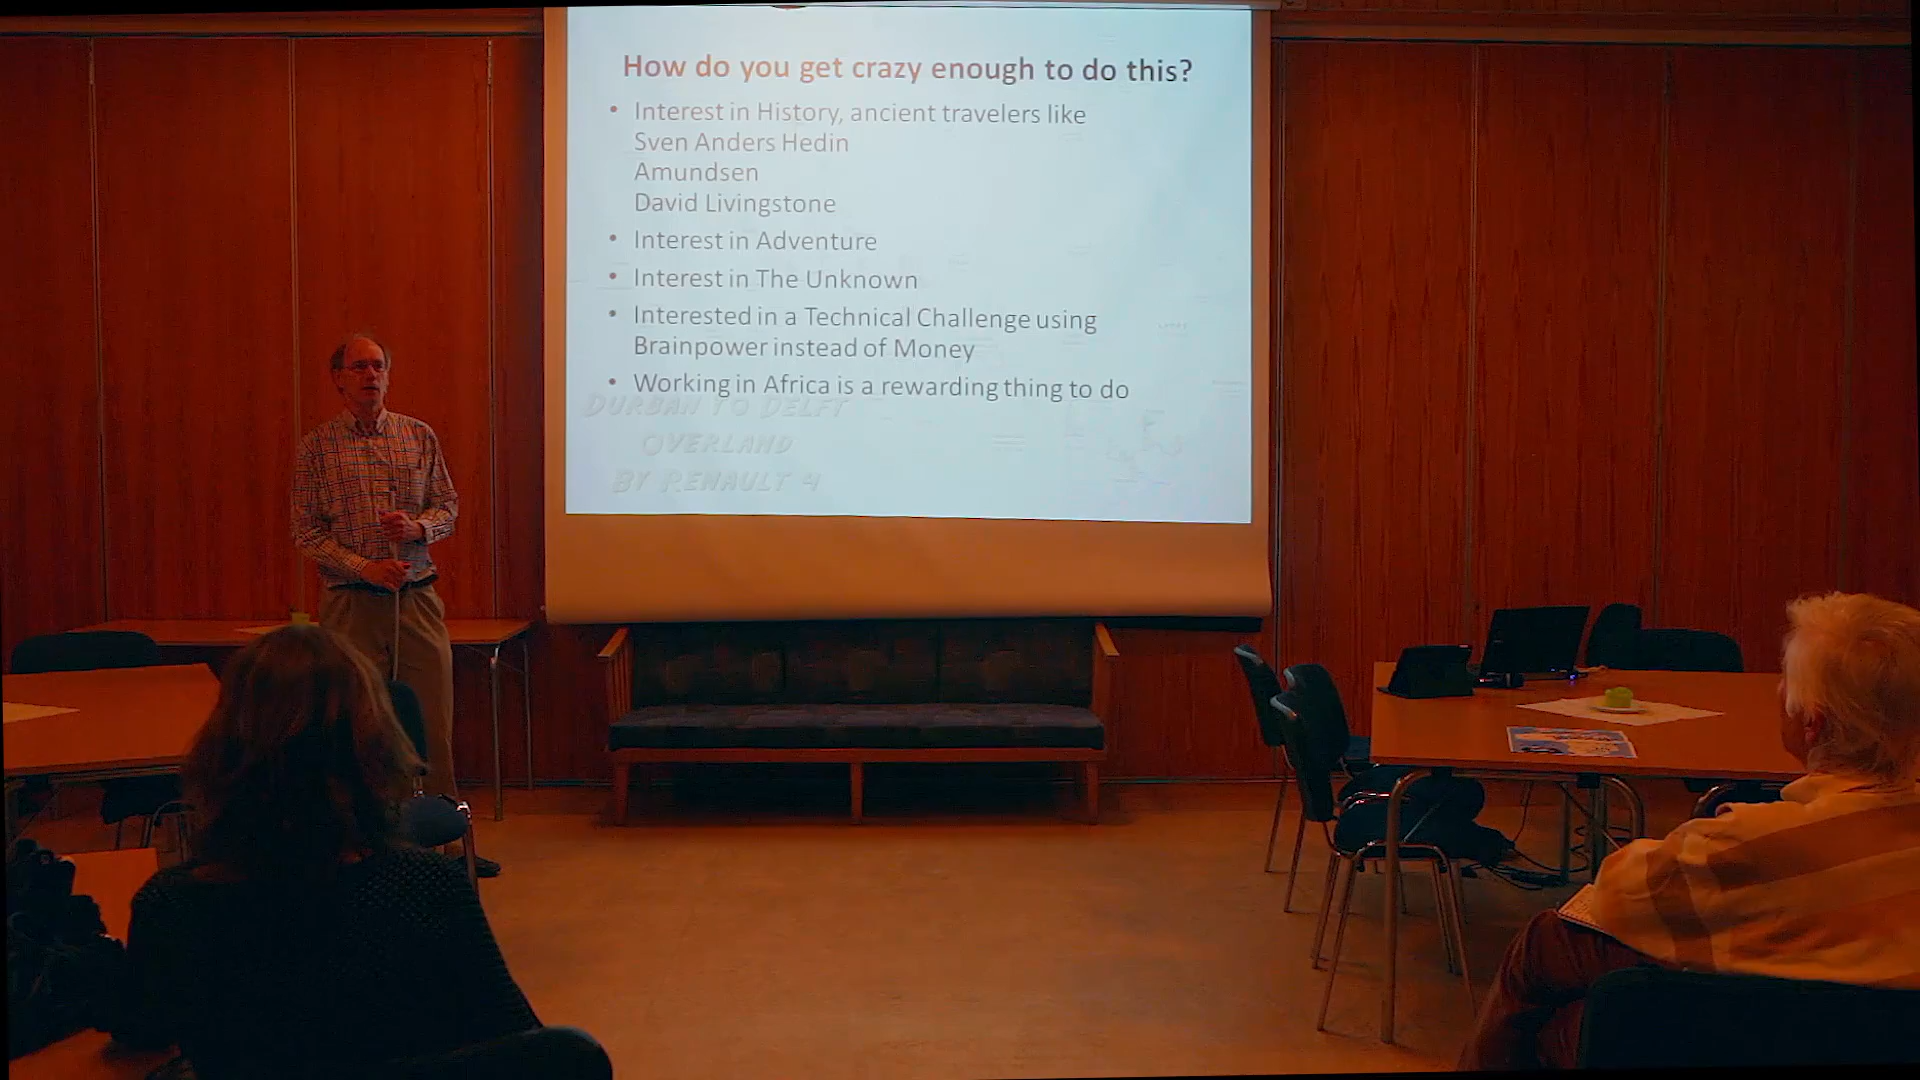 How do you get crazy enough to do this?
• Interest in History, ancient travelers like
Sven Anders Hedin
Amundsen
David Livingstone
• Interest in Adventure
• Interest in The Unknown
• Interested in a Technical Challenge using
Brainpower instead of Money
• Working in Africa is a rewarding thing to do
DURBAN TO DELFT
OVERLAND
BY RENAULT 4